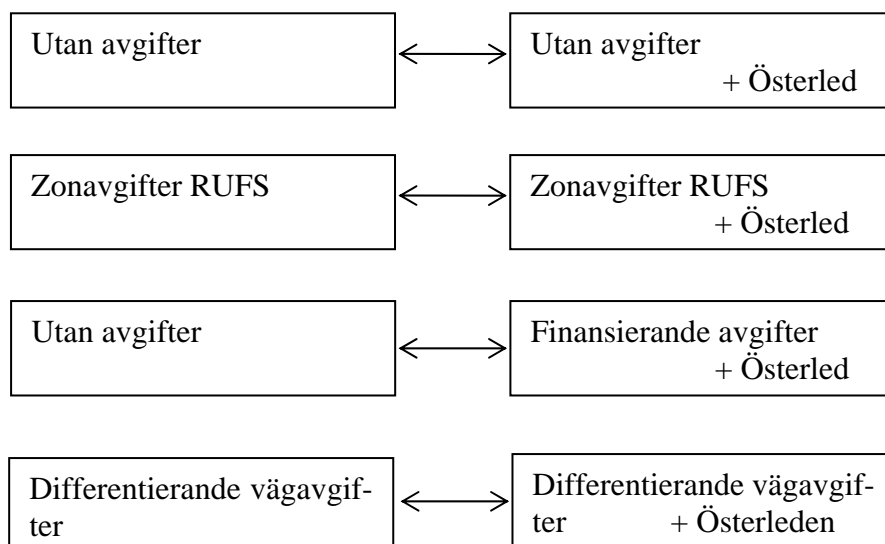 Utan avgifter
Utan avgifter
+ Österled
Zonavgifter RUFS
Zonavgifter RUFS
+ Österled
Utan avgifter
Finansierande avgifter
+ Österled
Differentierande vägavgif-
ter
Differentierande vägavgif-
ter + Österleden